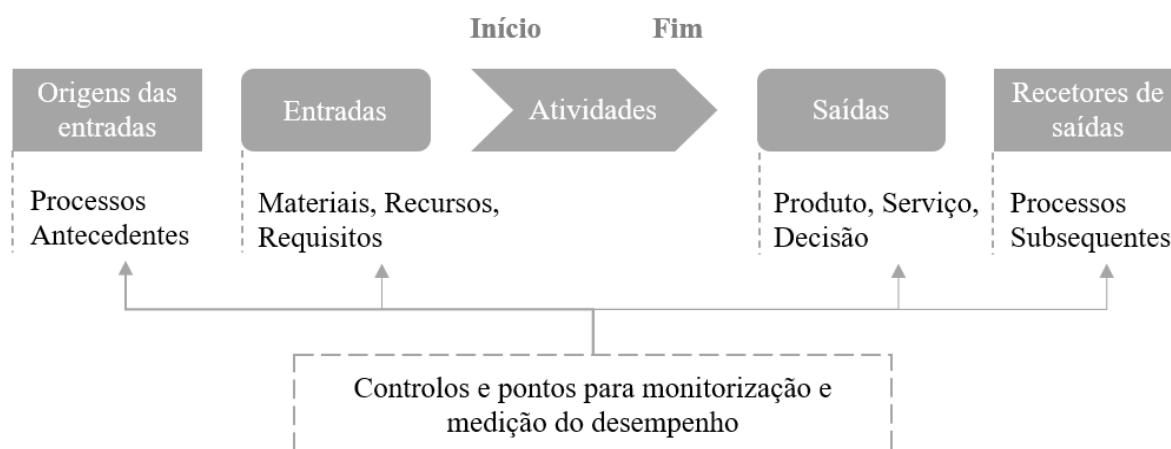 Início
Fim
Origens das
entradas
Entradas
Atividades
Saídas
Recetores de
saídas
Processos
Antecedentes
Materiais, Recursos,
Requisitos
Produto, Serviço,
Decisão
Processos
Subsequentes
Controlos e pontos para monitorização e
medição do desempenho